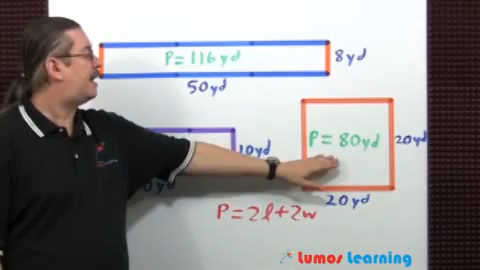 P = 116 yd
8 yd
50 yd
10 yd
P = 80 yd
20 yd
20 yd
P = 2l + 2w
Lumos Learning